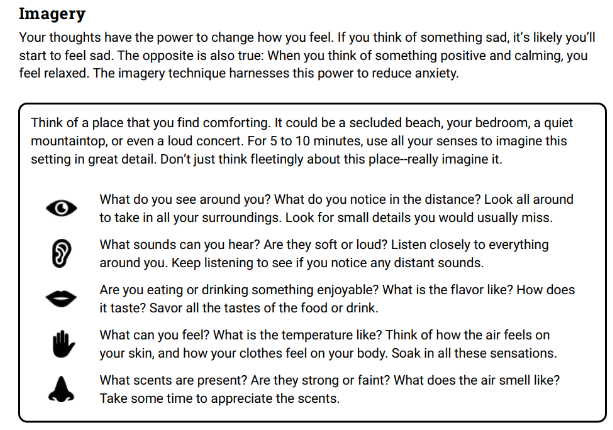 Imagery
Your thoughts have the power to change how you feel. If you think of something sad, it's likely you'll
start to feel sad. The opposite is also true: When you think of something positive and calming, you
feel relaxed. The imagery technique harnesses this power to reduce anxiety.
Think of a place that you find comforting. It could be a secluded beach, your bedroom, a quiet
mountaintop, or even a loud concert. For 5 to 10 minutes, use all your senses to imagine this
setting in great detail. Don't just think fleetingly about this place--really imagine it.
What do you see around you? What do you notice in the distance? Look all around
to take in all your surroundings. Look for small details you would usually miss.
What sounds can you hear? Are they soft or loud? Listen closely to everything
around you. Keep listening to see if you notice any distant sounds.
Are you eating or drinking something enjoyable? What is the flavor like? How does
it taste? Savor all the tastes of the food or drink.
What can you feel? What is the temperature like? Think of how the air feels on
your skin, and how your clothes feel on your body. Soak in all these sensations.
What scents are present? Are they strong or faint? What does the air smell like?
Take some time to appreciate the scents.